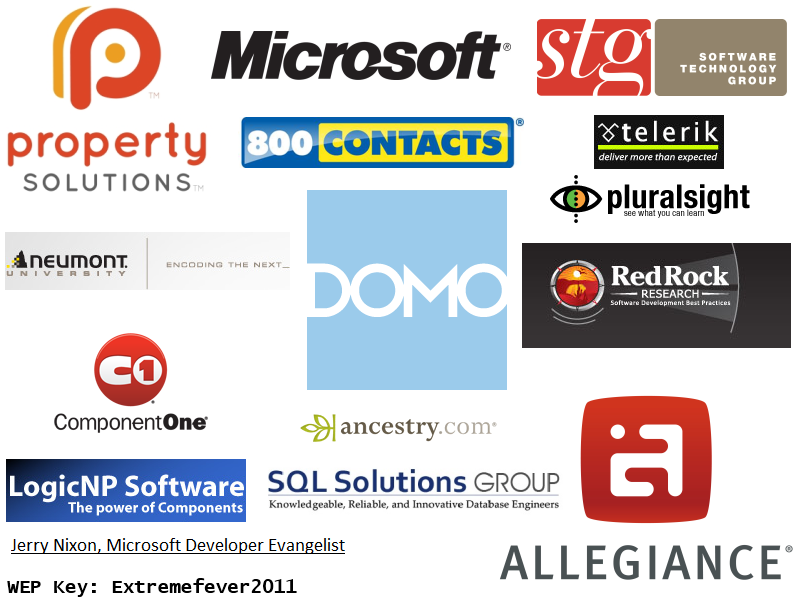 property
SOLUTIONS™
Microsoft®
stg
SOFTWARE
TECHNOLOGY
GROUP
800 CONTACTS®
telerik
deliver more than expected
pluralsight
see what you can learn
NEUMONT.
UNIVERSITY
ENCODING THE NEXT_
DOMO
RedRock
RESEARCH
Software Development Best Practices
C1
ComponentOne®
ancestry.com®
LogicNP Software
The power of Components
SQL Solutions GROUP
Knowledgeable, Reliable, and Innovative Database Engineers
ia
ALLEGIANCE®
Jerry Nixon, Microsoft Developer Evangelist
WEP Key: Extremefever2011